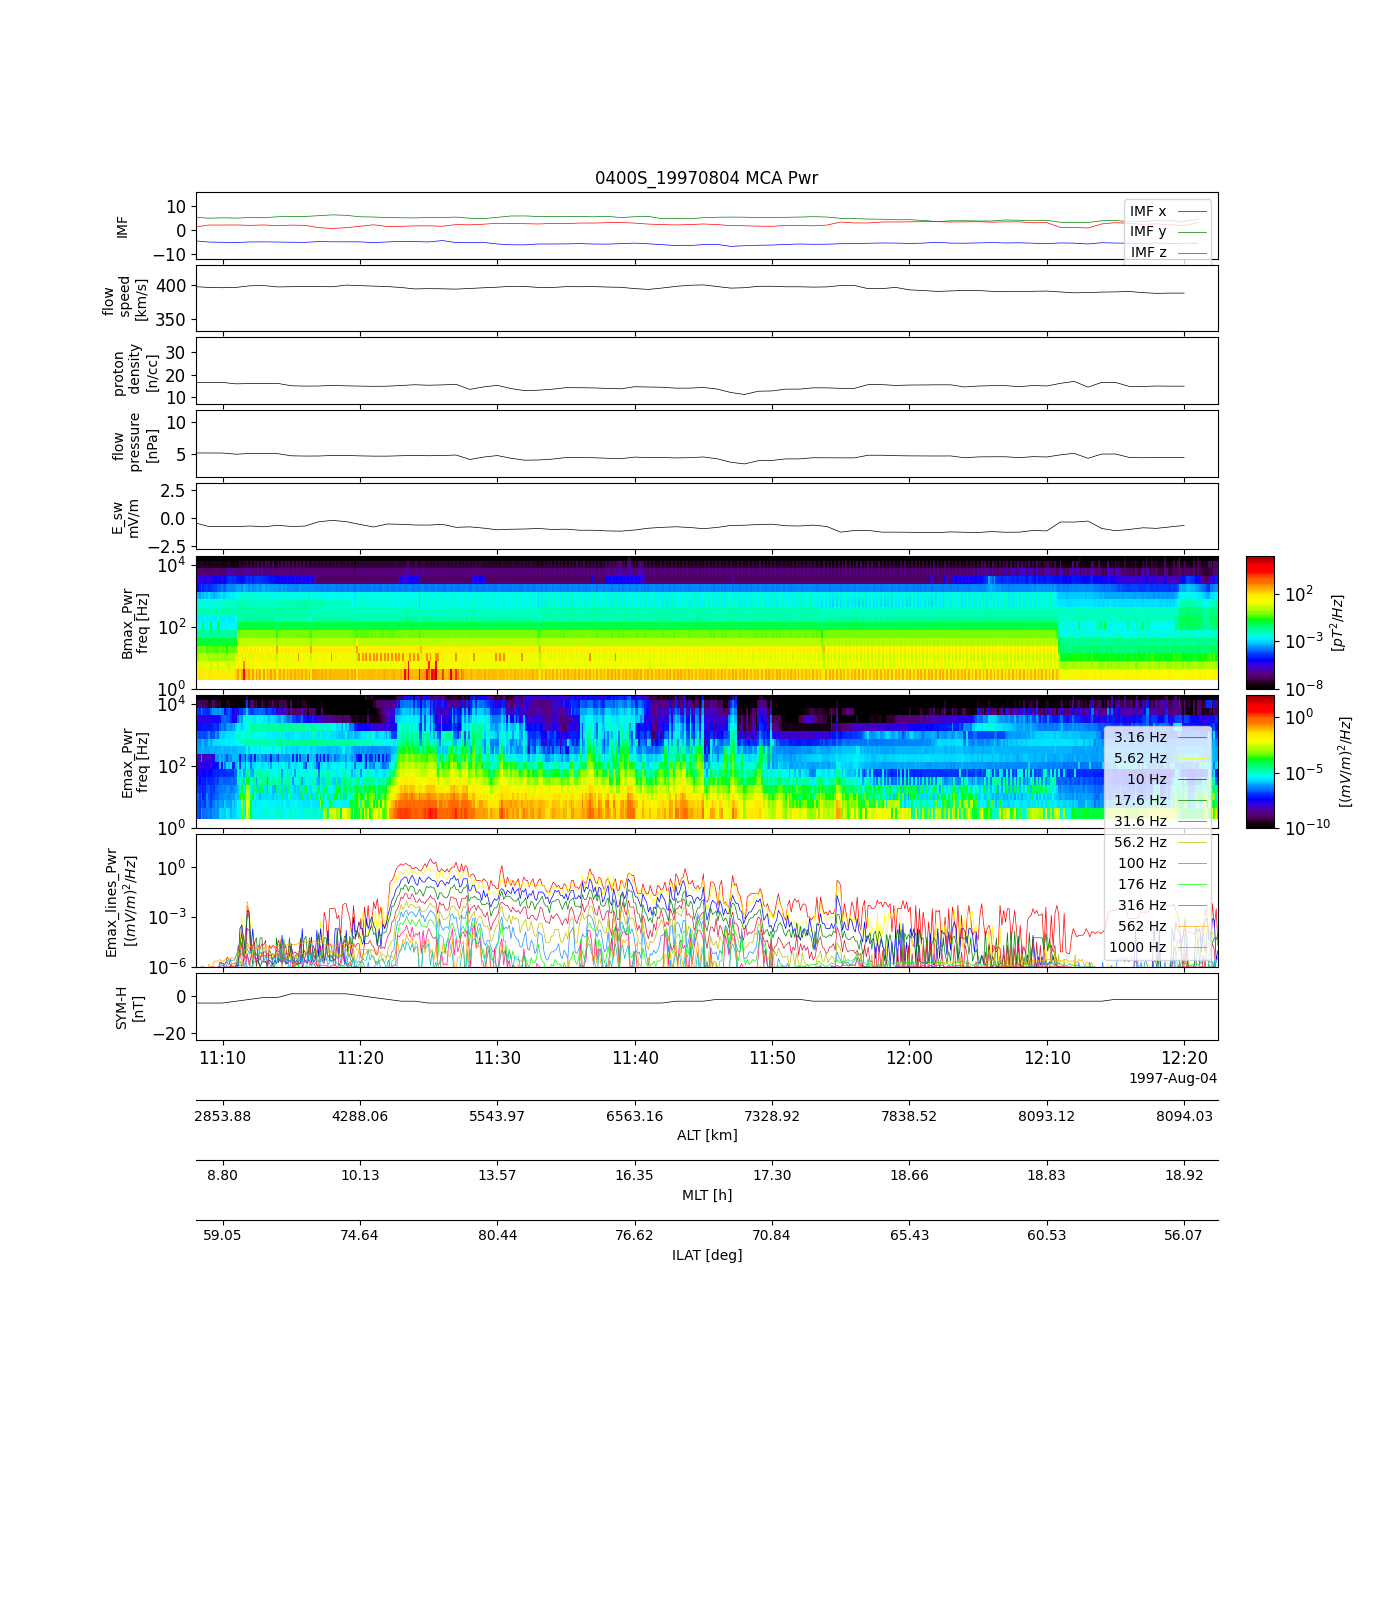 0400S_19970804 MCA Pwr
IMF
10
0
−10
IMF x
IMF y
IMF z
flow
speed
[km/s]
400
350
proton
density
[n/cc]
30
20
10
flow
pressure
[nPa]
10
5
E_sw
mV/m
2.5
0.0
−2.5
Bmax_Pwr
freq [Hz]
10^4
10^2
10^0
10^2
10^−3
10^−8
[pT^2/Hz]
Emax_Pwr
freq [Hz]
10^4
10^2
10^0
10^0
10^−5
10^−10
[(mV/m)^2/Hz]
3.16 Hz
5.62 Hz
10 Hz
17.6 Hz
31.6 Hz
56.2 Hz
100 Hz
176 Hz
316 Hz
562 Hz
1000 Hz
Emax_lines_Pwr
[(mV/m)^2/Hz]
10^0
10^−3
10^−6
SYM-H
[nT]
0
−20
11:10 11:20 11:30 11:40 11:50 12:00 12:10 12:20
1997-Aug-04
2853.88 4288.06 5543.97 6563.16 7328.92 7838.52 8093.12 8094.03
ALT [km]
8.80 10.13 13.57 16.35 17.30 18.66 18.83 18.92
MLT [h]
59.05 74.64 80.44 76.62 70.84 65.43 60.53 56.07
ILAT [deg]